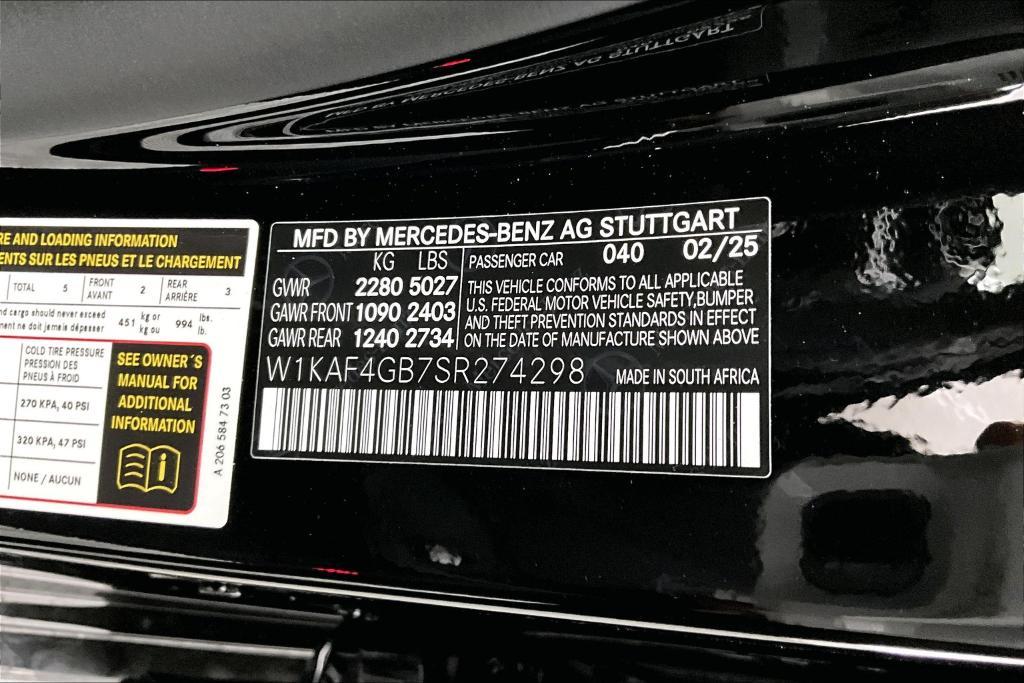 RE AND LOADING INFORMATION
ENTS SUR LES PNEUS ET LE CHARGEMENT
TOTAL 5 FRONT AVANT 2 REAR ARRIÈRE 3
nd cargo should never exceed
ment ne doit jamais dépasser
451 kg or kg ou 994 lbs. lb.
COLD TIRE PRESSURE
PRESSION DES
PNEUS À FROID
270 KPA, 40 PSI
320 KPA, 47 PSI
NONE / AUCUN
SEE OWNER´S
MANUAL FOR
ADDITIONAL
INFORMATION
A 206 584 73 03
MFD BY MERCEDES-BENZ AG STUTTGART
KG LBS
GVWR 2280 5027
GAWR FRONT 1090 2403
GAWR REAR 1240 2734
PASSENGER CAR 040 02/25
THIS VEHICLE CONFORMS TO ALL APPLICABLE
U.S. FEDERAL MOTOR VEHICLE SAFETY,BUMPER
AND THEFT PREVENTION STANDARDS IN EFFECT
ON THE DATE OF MANUFACTURE SHOWN ABOVE
W1KAF4GB7SR274298 MADE IN SOUTH AFRICA